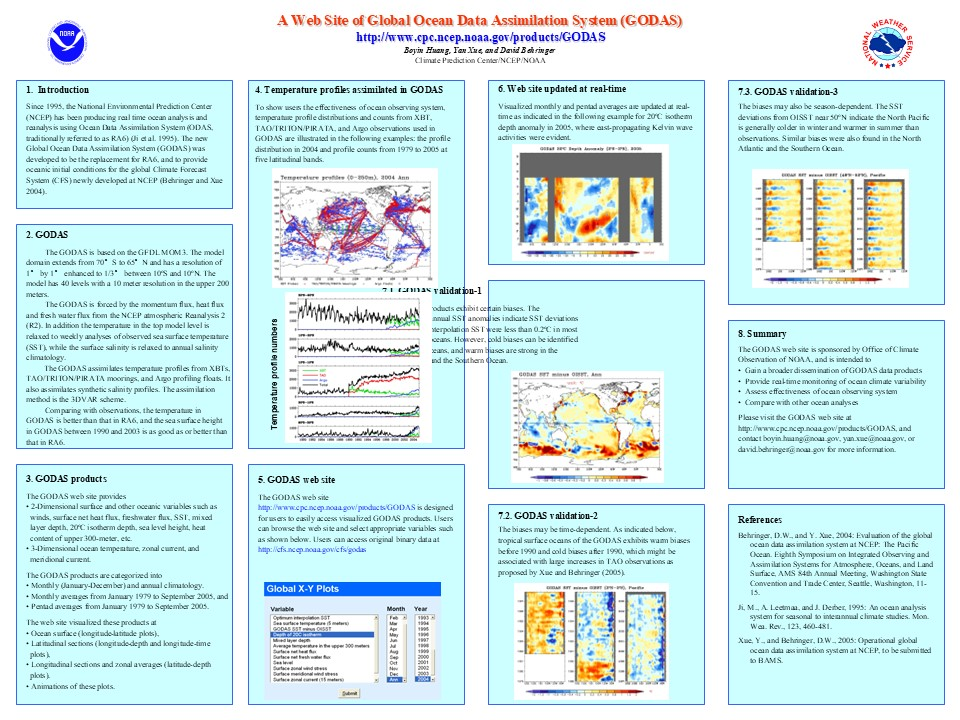 A Web Site of Global Ocean Data Assimilation System (GODAS)
http://www.cpc.ncep.noaa.gov/products/GODAS
Boyin Huang, Yan Xue, and David Behringer
Climate Prediction Center/NCEP/NOAA
NOAA
NATIONAL WEATHER SERVICE
1. Introduction
Since 1995, the National Environmental Prediction Center
(NCEP) has been producing real time ocean analysis and
reanalysis using Ocean Data Assimilation System (ODAS,
traditionally referred to as RA6) (Ji et al. 1995). The new
Global Ocean Data Assimilation System (GODAS) was
developed to be the replacement for RA6, and to provide
oceanic initial conditions for the global Climate Forecast
System (CFS) newly developed at NCEP (Behringer and Xue
2004).
2. GODAS
The GODAS is based on the GFDL MOM3. The model
domain extends from 70° S to 65° N and has a resolution of
1° by 1° enhanced to 1/3° between 10ºS and 10ºN. The
model has 40 levels with a 10 meter resolution in the upper 200
meters.
The GODAS is forced by the momentum flux, heat flux
and fresh water flux from the NCEP atmospheric Reanalysis 2
(R2). In addition the temperature in the top model level is
relaxed to weekly analyses of observed sea surface temperature
(SST), while the surface salinity is relaxed to annual salinity
climatology.
The GODAS assimilates temperature profiles from XBTs,
TAO/TRITON/PIRATA moorings, and Argo profiling floats. It
also assimilates synthetic salinity profiles. The assimilation
method is the 3DVAR scheme.
Comparing with observations, the temperature in
GODAS is better than that in RA6, and the sea surface height
in GODAS between 1990 and 2003 is as good as or better than
that in RA6.
3. GODAS products
The GODAS web site provides
• 2-Dimensional surface and other oceanic variables such as
winds, surface net heat flux, freshwater flux, SST, mixed
layer depth, 20ºC isotherm depth, sea level height, heat
content of upper 300-meter, etc.
• 3-Dimensional ocean temperature, zonal current, and
meridional current.
The GODAS products are categorized into
• Monthly (January-December) and annual climatology.
• Monthly averages from January 1979 to September 2005, and
• Pentad averages from January 1979 to September 2005.
The web site visualized these products at
• Ocean surface (longitude-latitude plots),
• Latitudinal sections (longitude-depth and longitude-time
plots),
• Longitudinal sections and zonal averages (latitude-depth
plots).
• Animations of these plots.
4. Temperature profiles assimilated in GODAS
To show users the effectiveness of ocean observing system,
temperature profile distributions and counts from XBT,
TAO/TRITON/PIRATA, and Argo observations used in
GODAS are illustrated in the following examples: the profile
distribution in 2004 and profile counts from 1979 to 2005 at
five latitudinal bands.
Temperature profiles (0-250m), 2004 Ann
Temperature profile numbers
5. GODAS web site
The GODAS web site
http://www.cpc.ncep.noaa.gov/products/GODAS is designed
for users to easily access visualized GODAS products. Users
can browse the web site and select appropriate variables such
as shown below. Users can access original binary data at
http://cfs.ncep.noaa.gov/cfs/godas
Global X-Y Plots
Variable Month Year
Optimum interpolation SST Feb 1993
Sea surface temperature (5 meters) Mar 1994
GODAS SST minus OISST Apr 1995
Depth of 20C isotherm May 1996
Mixed layer depth Jun 1997
Average temperature in the upper 300 meters Jul 1998
Surface net heat flux Aug 1999
Surface net fresh water flux Sep 2000
Sea level Oct 2001
Surface zonal wind stress Nov 2002
Surface meridional wind stress Dec 2003
Surface zonal current (15 meters) Ann 2004
Submit
6. Web site updated at real-time
Visualized monthly and pentad averages are updated at real-
time as indicated in the following example for 20ºC isotherm
depth anomaly in 2005, where east-propagating Kelvin wave
activities were evident.
7.1. GODAS validation-1
roducts exhibit certain biases. The
annual SST anomalies indicate SST deviations
interpolation SST were less than 0.2ºC in most
oceans. However, cold biases can be identified
eans, and warm biases are strong in the
nd the Southern Ocean.
GODAS SST minus OISST, Ann
7.2. GODAS validation-2
The biases may be time-dependent. As indicated below,
tropical surface oceans of the GODAS exhibits warm biases
before 1990 and cold biases after 1990, which might be
associated with large increases in TAO observations as
proposed by Xue and Behringer (2005).
7.3. GODAS validation-3
The biases may also be season-dependent. The SST
deviations from OISST near 50°N indicate the North Pacific
is generally colder in winter and warmer in summer than
observations. Similar biases were also found in the North
Atlantic and the Southern Ocean.
8. Summary
The GODAS web site is sponsored by Office of Climate
Observation of NOAA, and is intended to
• Gain a broader dissemination of GODAS data products
• Provide real-time monitoring of ocean climate variability
• Assess effectiveness of ocean observing system
• Compare with other ocean analyses
Please visit the GODAS web site at
http://www.cpc.ncep.noaa.gov/products/GODAS, and
contact boyin.huang@noaa.gov, yun.xue@noaa.gov, or
david.behringer@noaa.gov for more information.
References
Behringer, D.W., and Y. Xue, 2004: Evaluation of the global
ocean data assimilation system at NCEP: The Pacific
Ocean. Eighth Symposium on Integrated Observing and
Assimilation Systems for Atmosphere, Oceans, and Land
Surface, AMS 84th Annual Meeting, Washington State
Convention and Trade Center, Seattle, Washington, 11-
15.
Ji, M., A. Leetmaa, and J. Derber, 1995: An ocean analysis
system for seasonal to interannual climate studies. Mon.
Wea. Rev., 123, 460-481.
Xue, Y., and Behringer, D.W., 2005: Operational global
ocean data assimilation system at NCEP, to be submitted
to BAMS.